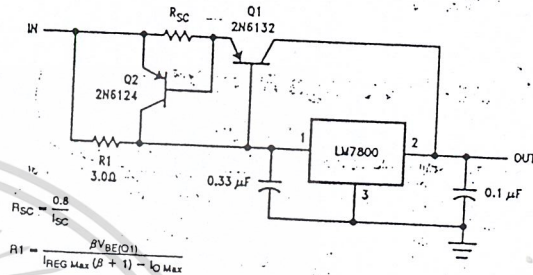 RSC
Q1
2N6132
IN
Q2
2N6124
R1
3.0Ω
1
LM7800
2
OUT
3
0.33 μF
0.1 μF
RSC = 0.8 / ISC
R1 = βVBE(Q1) / IREG Max (β + 1) – IO Max